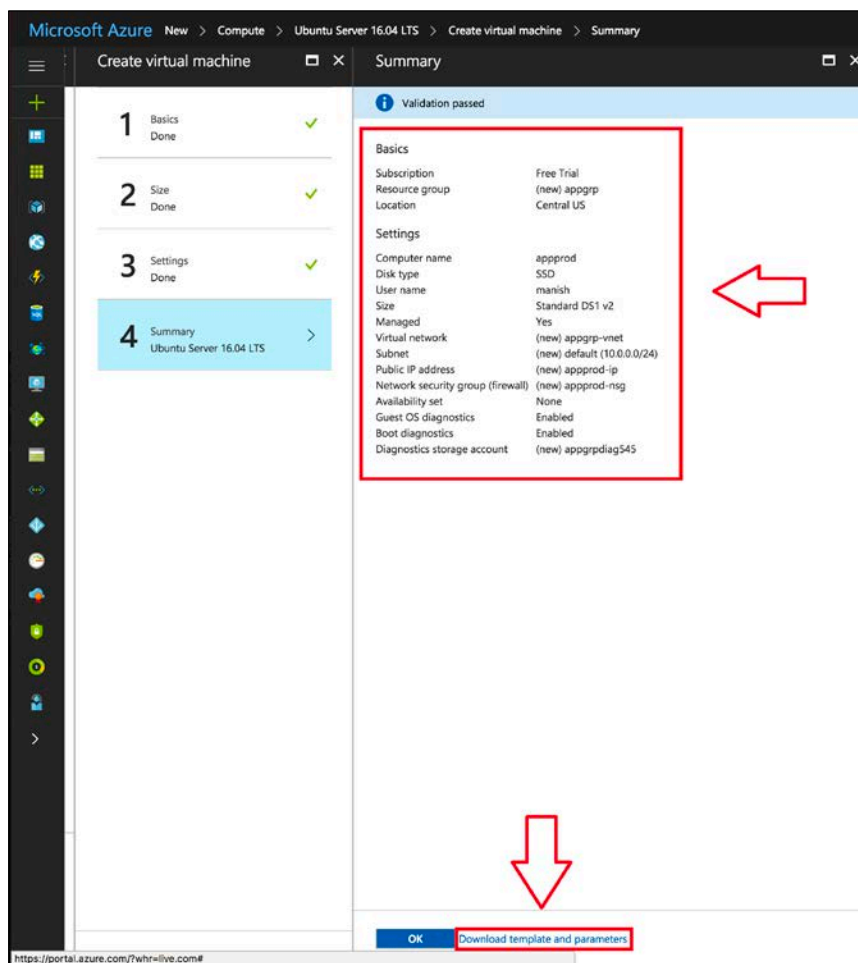 Microsoft Azure New > Compute > Ubuntu Server 16.04 LTS > Create virtual machine > Summary
Create virtual machine
Summary
Validation passed
1 Basics
Done
2 Size
Done
3 Settings
Done
4 Summary
Ubuntu Server 16.04 LTS
Basics
Subscription Free Trial
Resource group (new) appgrp
Location Central US
Settings
Computer name appprod
Disk type SSD
User name manish
Size Standard DS1 v2
Managed Yes
Virtual network (new) appgrp-vnet
Subnet (new) default (10.0.0.0/24)
Public IP address (new) appprod-ip
Network security group (firewall) (new) appprod-nsg
Availability set None
Guest OS diagnostics Enabled
Boot diagnostics Enabled
Diagnostics storage account (new) appgrpdiag545
OK Download template and parameters
https://portal.azure.com/?whr=live.com#